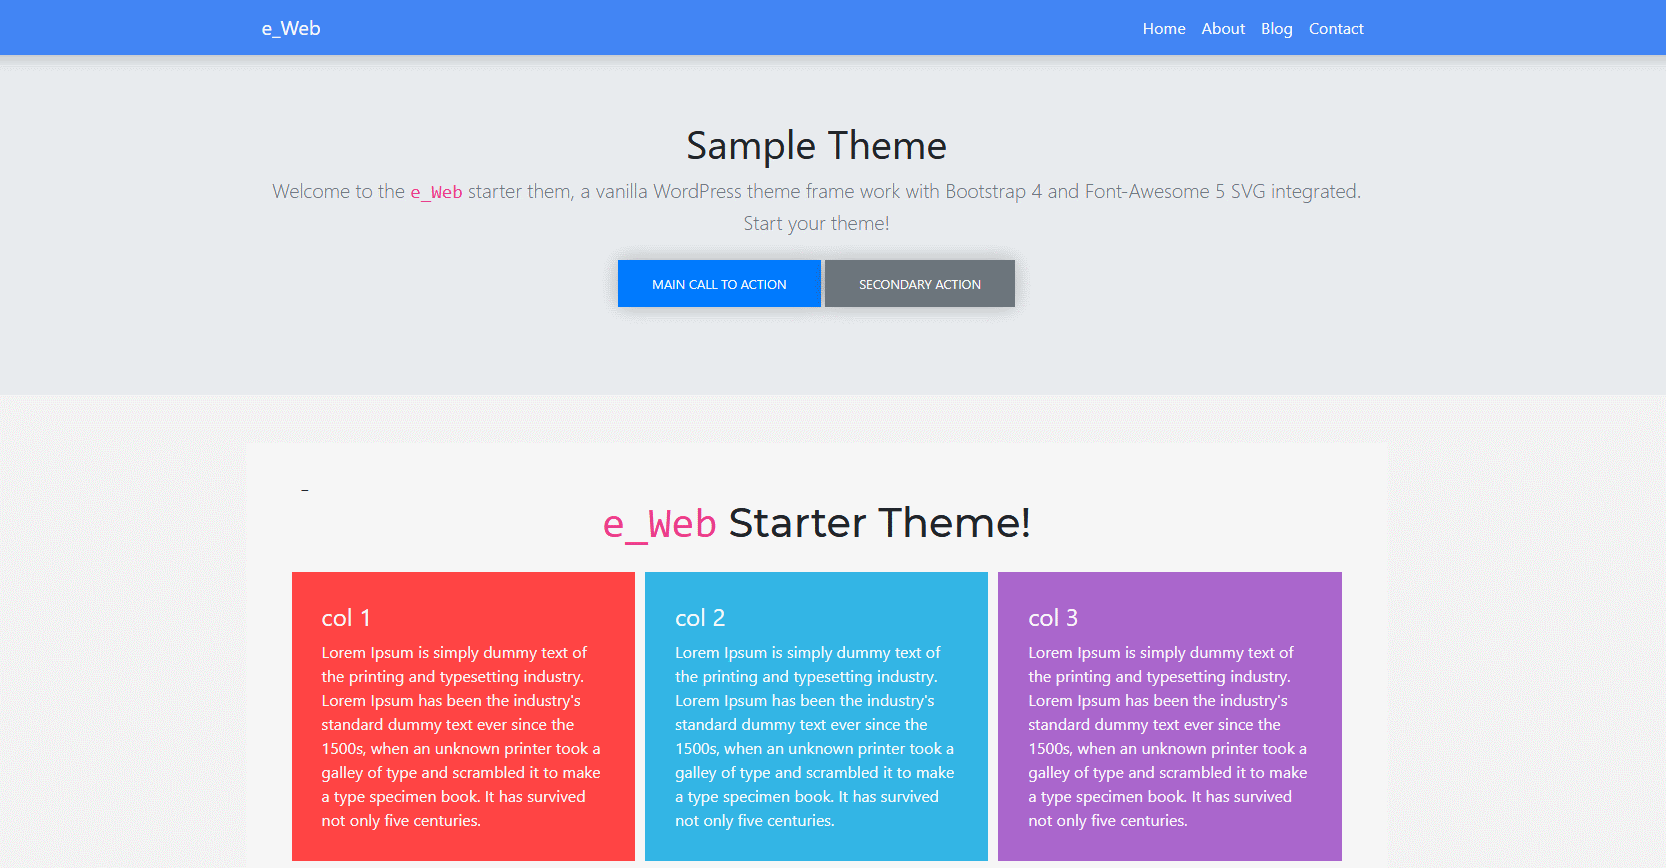 e_Web
Home About Blog Contact
Sample Theme
Welcome to the e_Web starter them, a vanilla WordPress theme frame work with Bootstrap 4 and Font-Awesome 5 SVG integrated.
Start your theme!
MAIN CALL TO ACTION SECONDARY ACTION
e_Web Starter Theme!
col 1
Lorem Ipsum is simply dummy text of
the printing and typesetting industry.
Lorem Ipsum has been the industry's
standard dummy text ever since the
1500s, when an unknown printer took a
galley of type and scrambled it to make
a type specimen book. It has survived
not only five centuries.
col 2
Lorem Ipsum is simply dummy text of
the printing and typesetting industry.
Lorem Ipsum has been the industry's
standard dummy text ever since the
1500s, when an unknown printer took a
galley of type and scrambled it to make
a type specimen book. It has survived
not only five centuries.
col 3
Lorem Ipsum is simply dummy text of
the printing and typesetting industry.
Lorem Ipsum has been the industry's
standard dummy text ever since the
1500s, when an unknown printer took a
galley of type and scrambled it to make
a type specimen book. It has survived
not only five centuries.